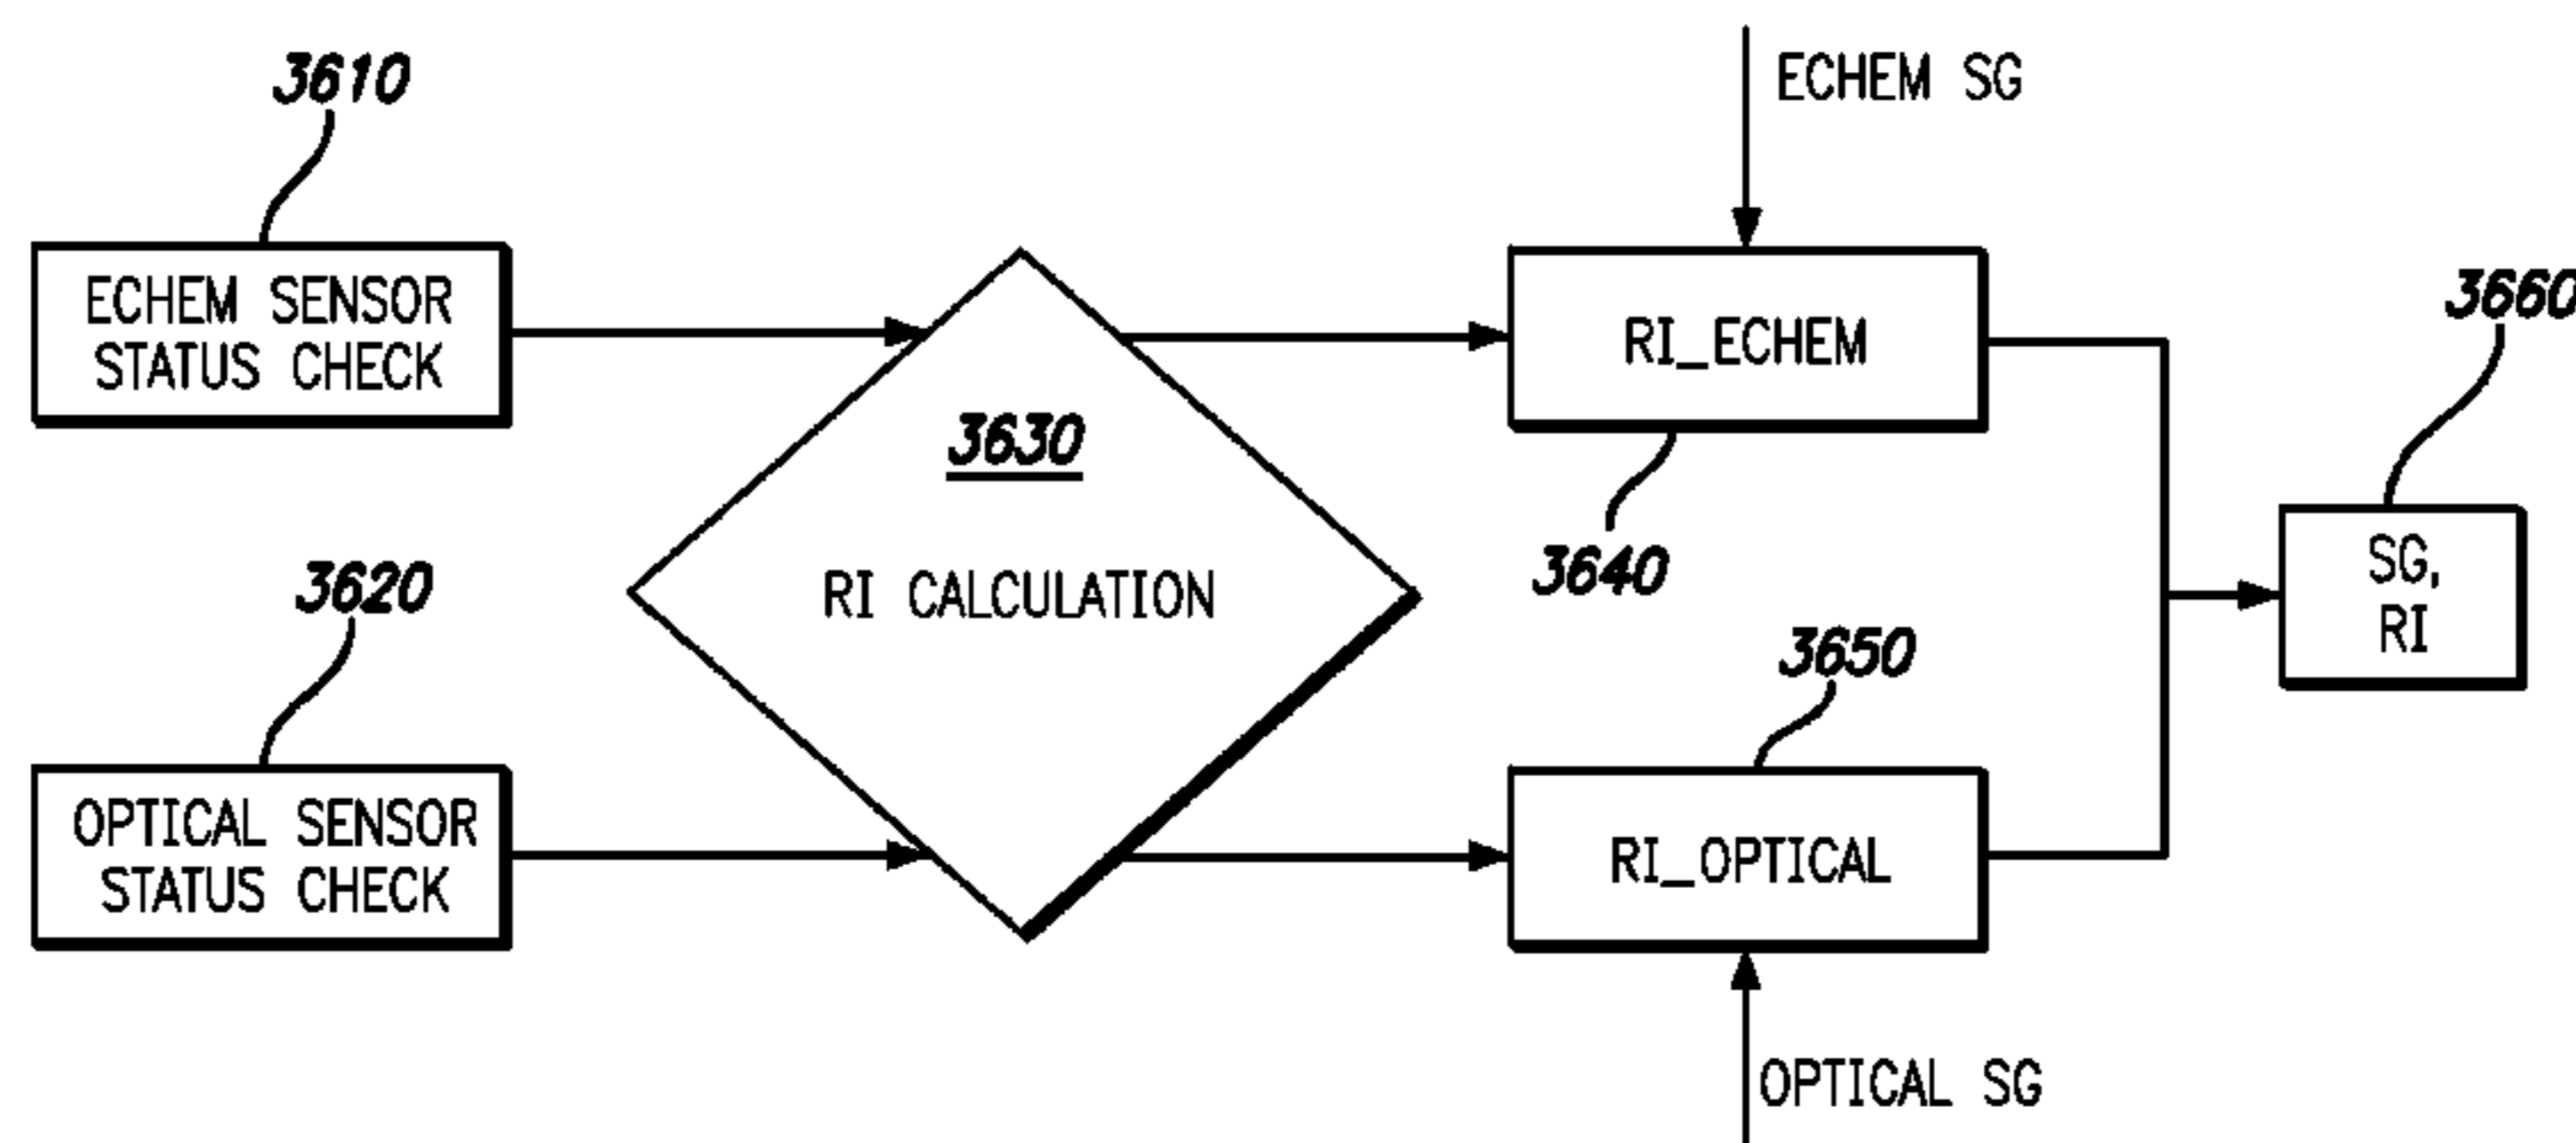 3610
ECHEM SG
ECHEM SENSOR
STATUS CHECK
3630
RI CALCULATION
RI_ECHEM
3640
3660
SG,
RI
3620
OPTICAL SENSOR
STATUS CHECK
3650
RI_OPTICAL
OPTICAL SG